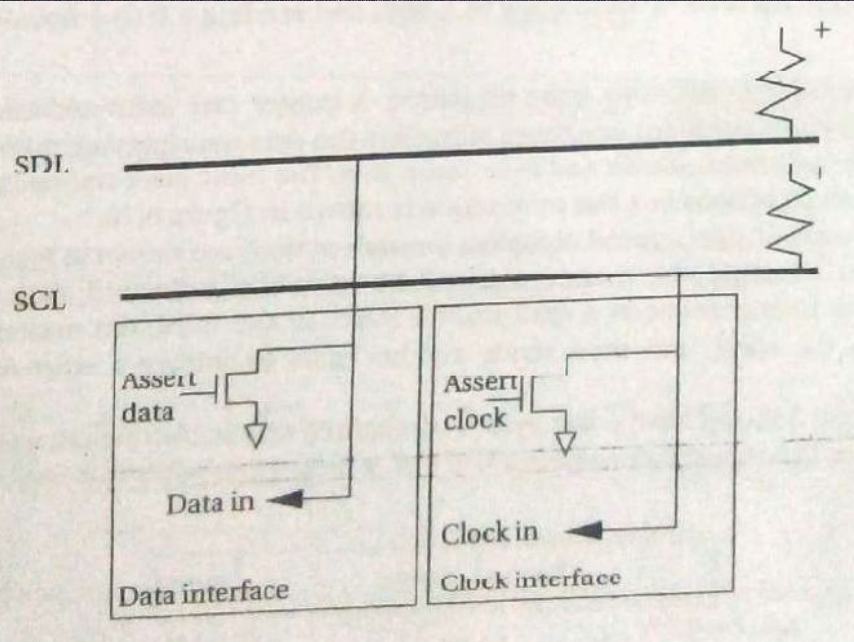 +
SDL
SCL
Assert
data
Data in
Data interface
Assert
clock
Clock in
Clock interface